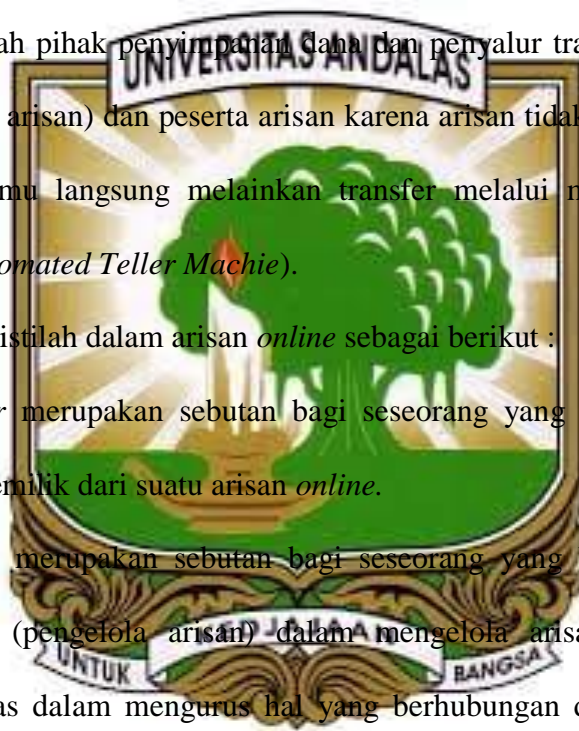 UNIVERSITAS ANDALAS
ah pihak penyimpanan dana dan penyalur tra
arisan) dan peserta arisan karena arisan tidak
mu langsung melainkan transfer melalui
omated Teller Machie).
istilah dalam arisan online sebagai berikut :
merupakan sebutan bagi seseorang yang
emilik dari suatu arisan online.
merupakan sebutan bagi seseorang yang
(pengelola arisan) dalam mengelola arisa
KEDJAJAAN
UNTUK BANGSA
as dalam mengurus hal yang berhubungan d